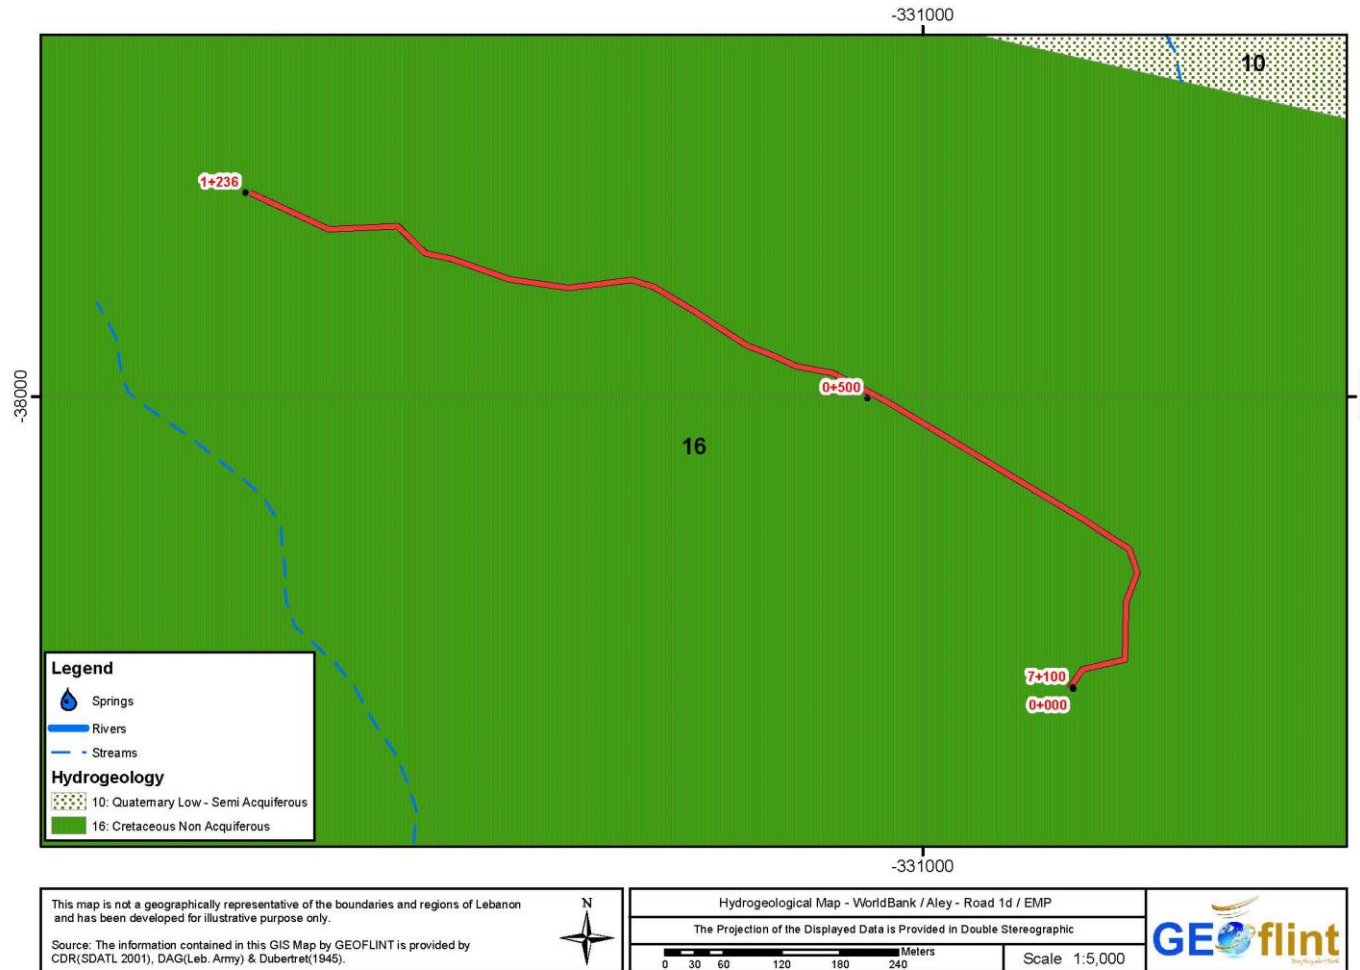 -331000
10
1+236
-38000
0+500
16
7+100
0+000
Legend
Springs
Rivers
Streams
Hydrogeology
10: Quaternary Low - Semi Acquiferous
16: Cretaceous Non Acquiferous
-331000
This map is not a geographically representative of the boundaries and regions of Lebanon
and has been developed for illustrative purpose only.
Source: The information contained in this GIS Map by GEOFLINT is provided by
CDR(SDATL 2001), DAG(Leb. Army) & Dubertret(1945).
N
Hydrogeological Map - WorldBank / Aley - Road 1d / EMP
The Projection of the Displayed Data is Provided in Double Stereographic
Meters
0 30 60 120 180 240
Scale 1:5,000
GEOflint